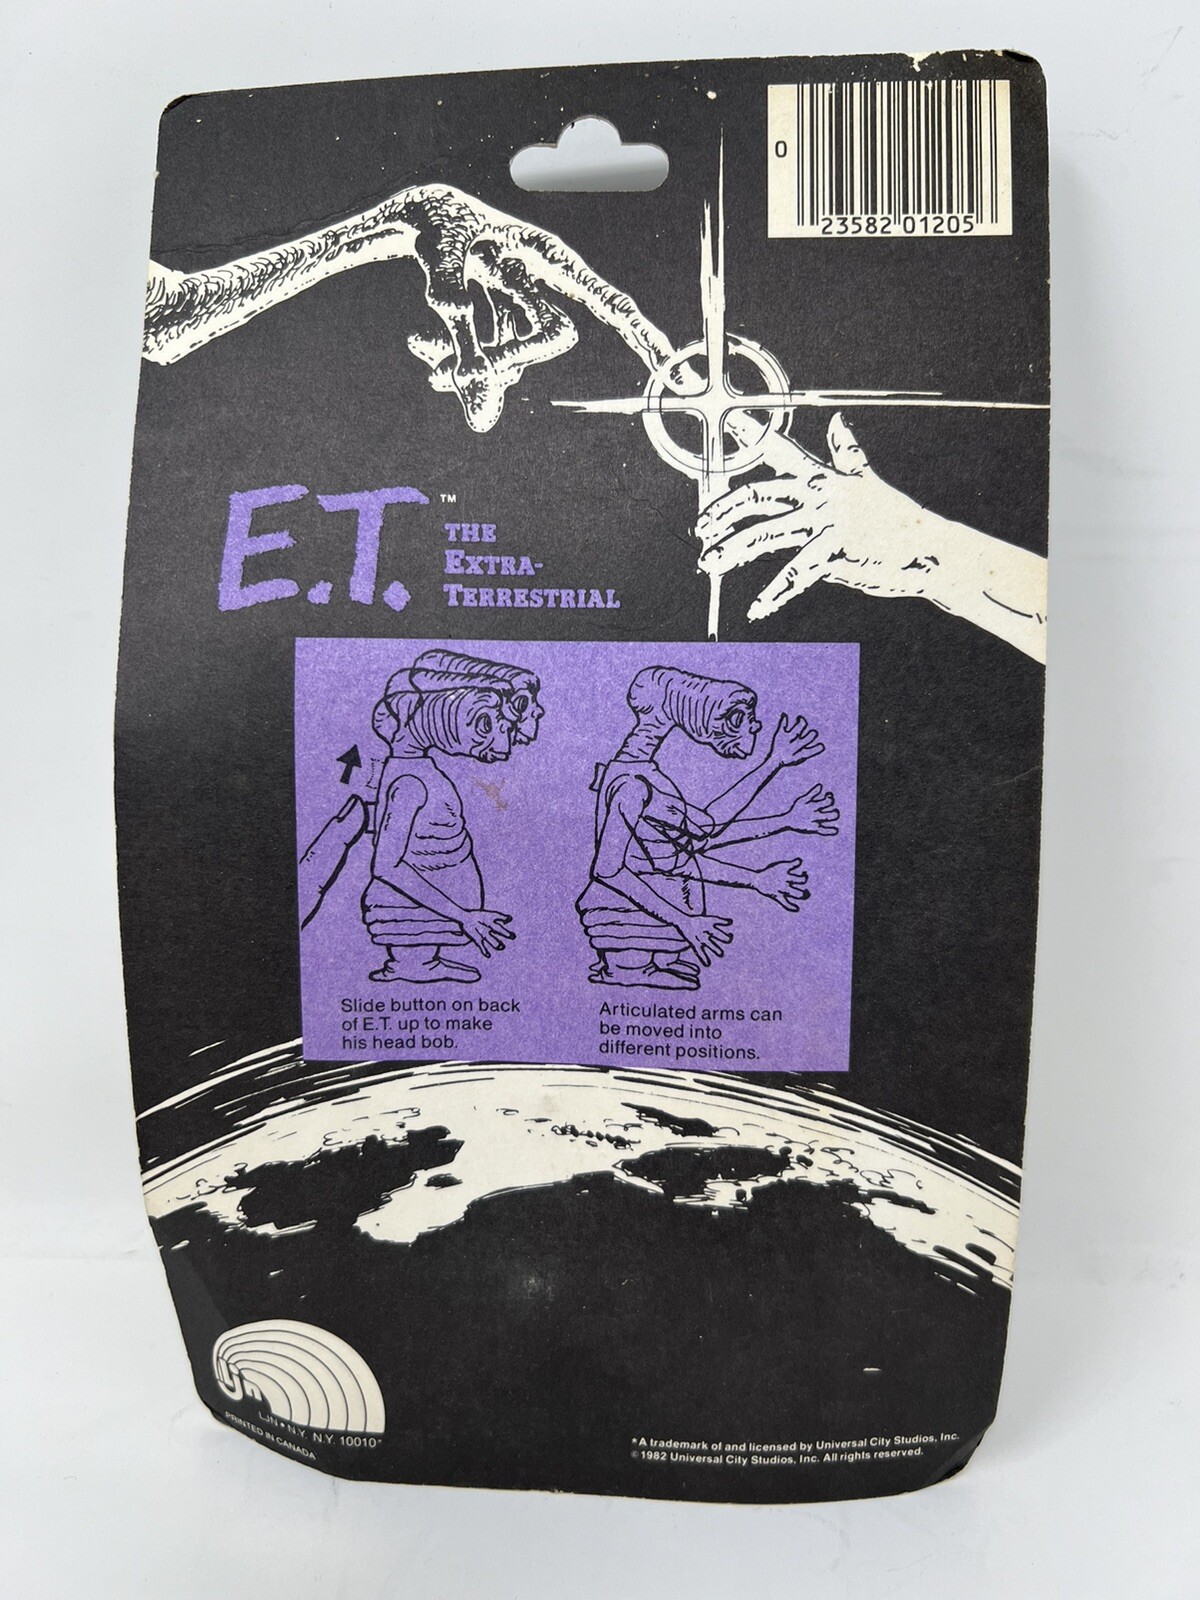 0
23582 01205
E.T.™
THE
EXTRA-
TERRESTRIAL
Slide button on back
of E.T. up to make
his head bob.
Articulated arms can
be moved into
different positions.
Ljn
LJN • N.Y. N.Y. 10010*
PRINTED IN CANADA
*A trademark of and licensed by Universal City Studios, Inc.
©1982 Universal City Studios, Inc. All rights reserved.